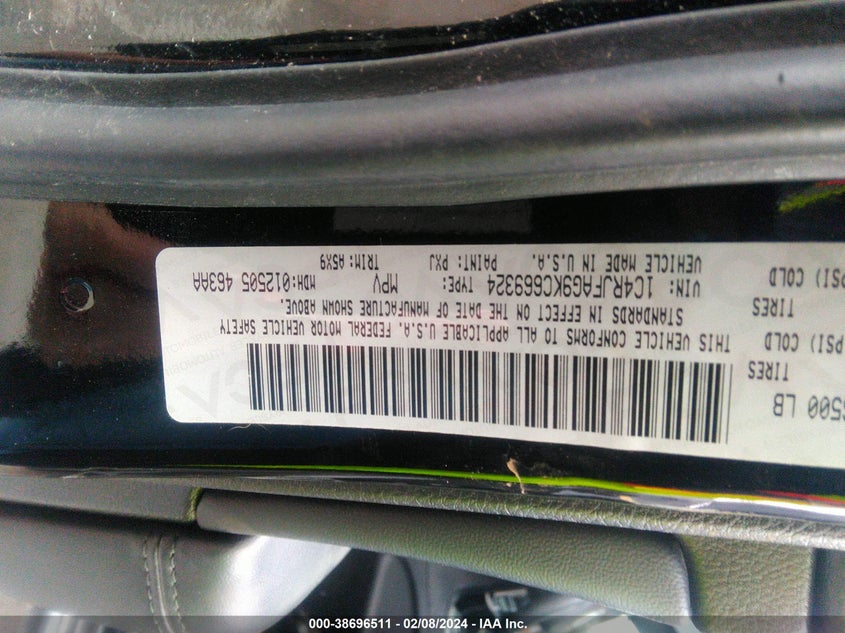 6500 LB
TIRES
PSI) COLD
TIRES
PSI) COLD
THIS VEHICLE CONFORMS TO ALL APPLICABLE U.S.A. FEDERAL MOTOR VEHICLE SAFETY
STANDARDS IN EFFECT ON THE DATE OF MANUFACTURE SHOWN ABOVE.
VIN: 1C4RJFAG9KC669324 TYPE: MPV MDH:012505 463AA
VEHICLE MADE IN U.S.A. PAINT: PXJ TRIM: A5X9
000-38696511 - 02/08/2024 - IAA Inc.